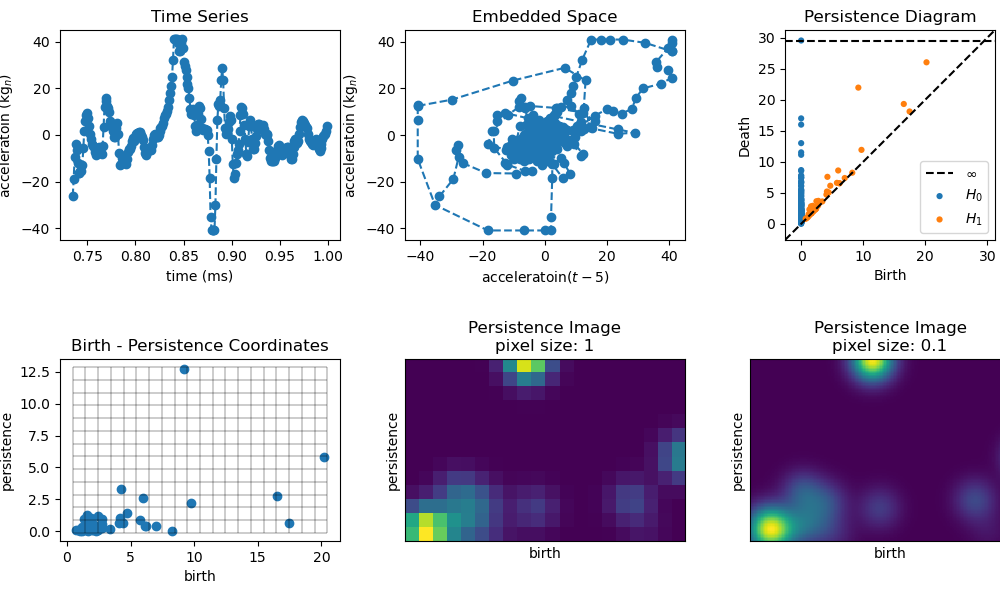 Time Series
40
20
0
−20
−40
acceleratoin (kg_n)
0.75 0.80 0.85 0.90 0.95 1.00
time (ms)
Embedded Space
40
20
0
−20
−40
acceleratoin (kg_n)
−40 −20 0 20 40
acceleratoin(t − 5)
Persistence Diagram
30
25
20
15
10
5
0
Death
∞
H_0
H_1
0 10 20 30
Birth
Birth - Persistence Coordinates
12.5
10.0
7.5
5.0
2.5
0.0
persistence
0 5 10 15 20
birth
Persistence Image
pixel size: 1
persistence
birth
Persistence Image
pixel size: 0.1
persistence
birth